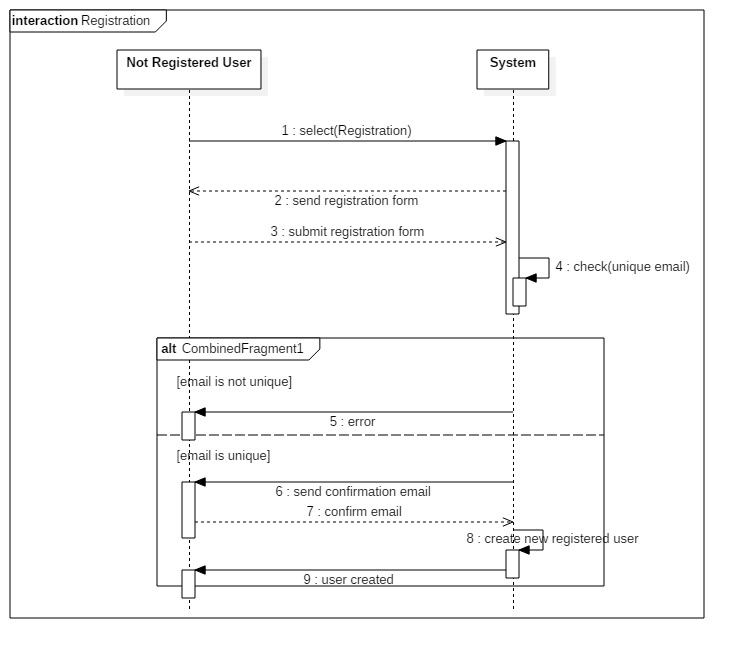 interaction Registration
Not Registered User
System
1 : select(Registration)
2 : send registration form
3 : submit registration form
4 : check(unique email)
alt CombinedFragment1
[email is not unique]
5 : error
[email is unique]
6 : send confirmation email
7 : confirm email
8 : create new registered user
9 : user created